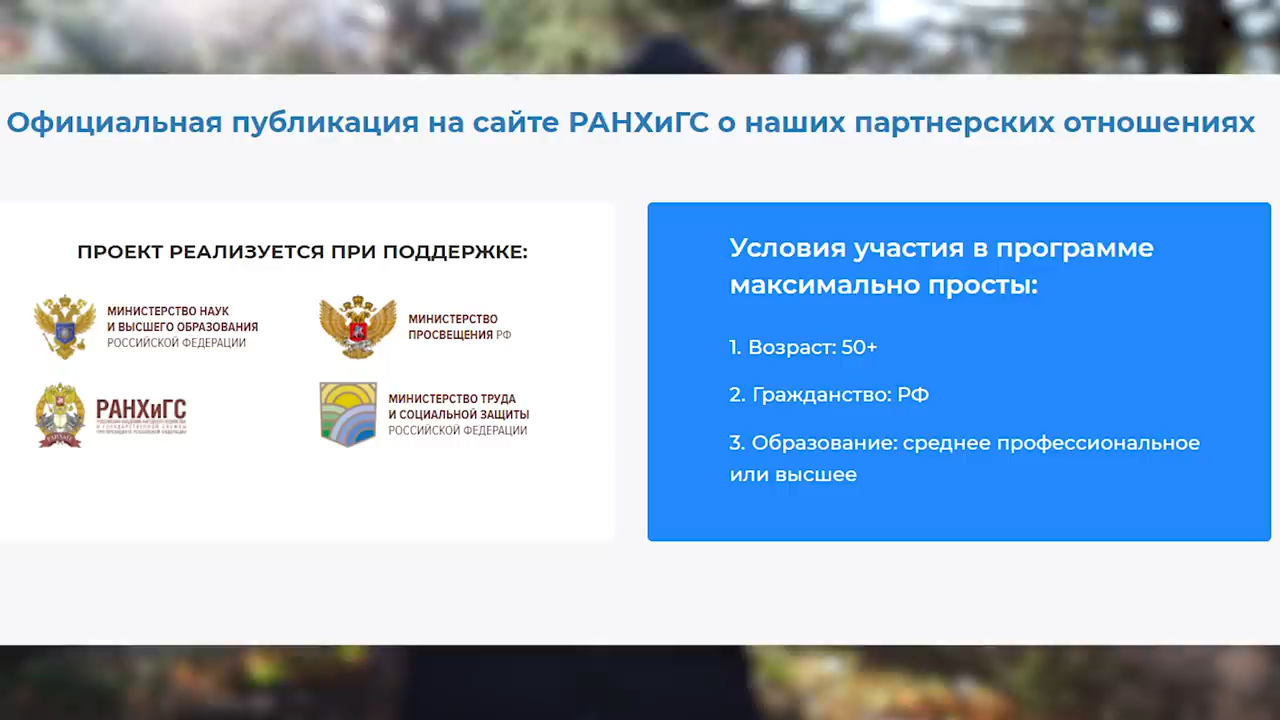 Официальная публикация на сайте РАНХиГС о наших партнерских отношениях
ПРОЕКТ РЕАЛИЗУЕТСЯ ПРИ ПОДДЕРЖКЕ:
МИНИСТЕРСТВО НАУК
И ВЫСШЕГО ОБРАЗОВАНИЯ
РОССИЙСКОЙ ФЕДЕРАЦИИ
МИНИСТЕРСТВО
ПРОСВЕЩЕНИЯ РФ
РАНХиГС
МИНИСТЕРСТВО ТРУДА
И СОЦИАЛЬНОЙ ЗАЩИТЫ
РОССИЙСКОЙ ФЕДЕРАЦИИ
Условия участия в программе
максимально просты:
1. Возраст: 50+
2. Гражданство: РФ
3. Образование: среднее профессиональное
или высшее